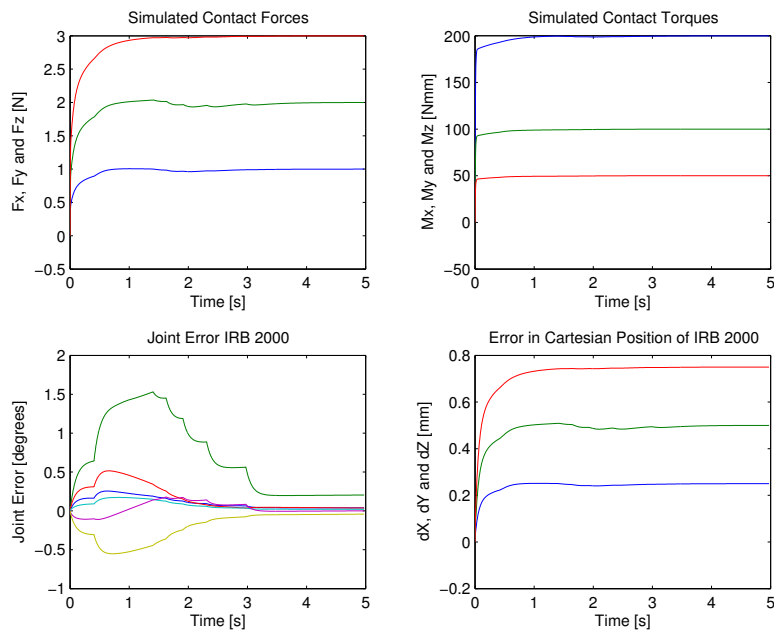 Simulated Contact Forces
Fx, Fy and Fz [N]
3
2.5
2
1.5
1
0.5
0
−0.5
0 1 2 3 4 5
Time [s]
Simulated Contact Torques
Mx, My and Mz [Nmm]
200
150
100
50
0
−50
0 1 2 3 4 5
Time [s]
Joint Error IRB 2000
Joint Error [degrees]
2
1.5
1
0.5
0
−0.5
−1
0 1 2 3 4 5
Time [s]
Error in Cartesian Position of IRB 2000
dX, dY and dZ [mm]
0.8
0.6
0.4
0.2
0
−0.2
0 1 2 3 4 5
Time [s]